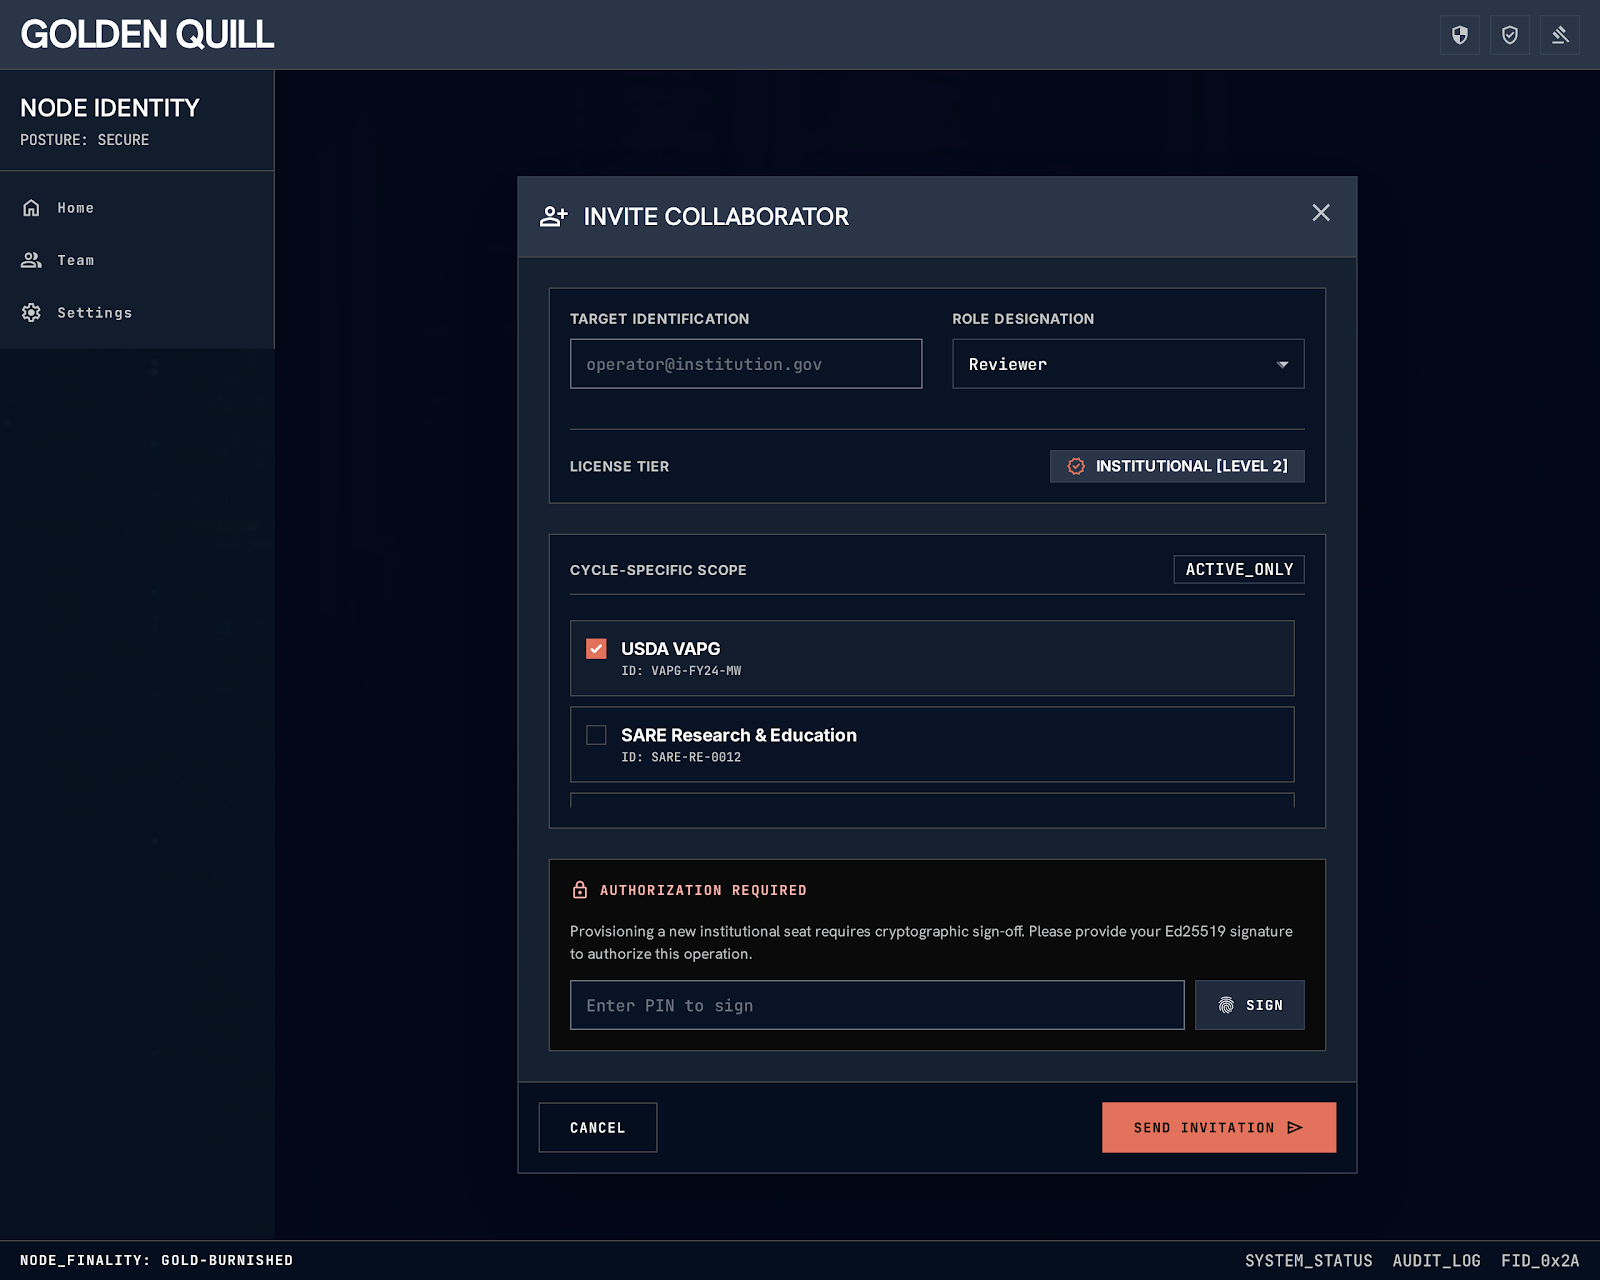 GOLDEN QUILL
NODE IDENTITY
POSTURE: SECURE
Home
Team
Settings
INVITE COLLABORATOR
TARGET IDENTIFICATION
operator@institution.gov
ROLE DESIGNATION
Reviewer
LICENSE TIER
INSTITUTIONAL [LEVEL 2]
CYCLE-SPECIFIC SCOPE
ACTIVE_ONLY
USDA VAPG
ID: VAPG-FY24-MW
SARE Research & Education
ID: SARE-RE-0012
AUTHORIZATION REQUIRED
Provisioning a new institutional seat requires cryptographic sign-off. Please provide your Ed25519 signature
to authorize this operation.
Enter PIN to sign
SIGN
CANCEL
SEND INVITATION
NODE_FINALITY: GOLD-BURNISHED
SYSTEM_STATUS AUDIT_LOG FID_0x2A